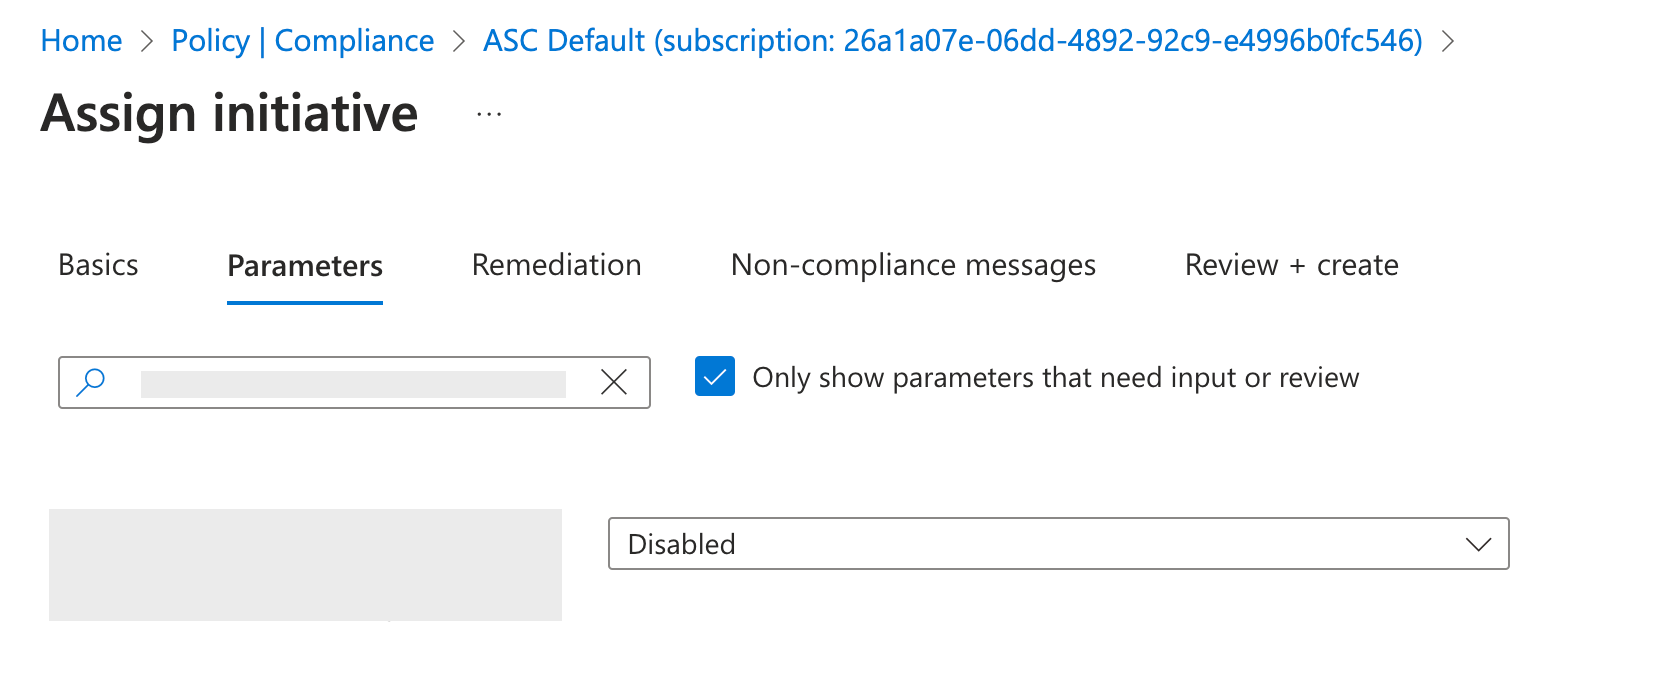 Home > Policy | Compliance > ASC Default (subscription: 26a1a07e-06dd-4892-92c9-e4996b0fc546) >
Assign initiative ...
Basics Parameters Remediation Non-compliance messages Review + create
Only show parameters that need input or review
Disabled